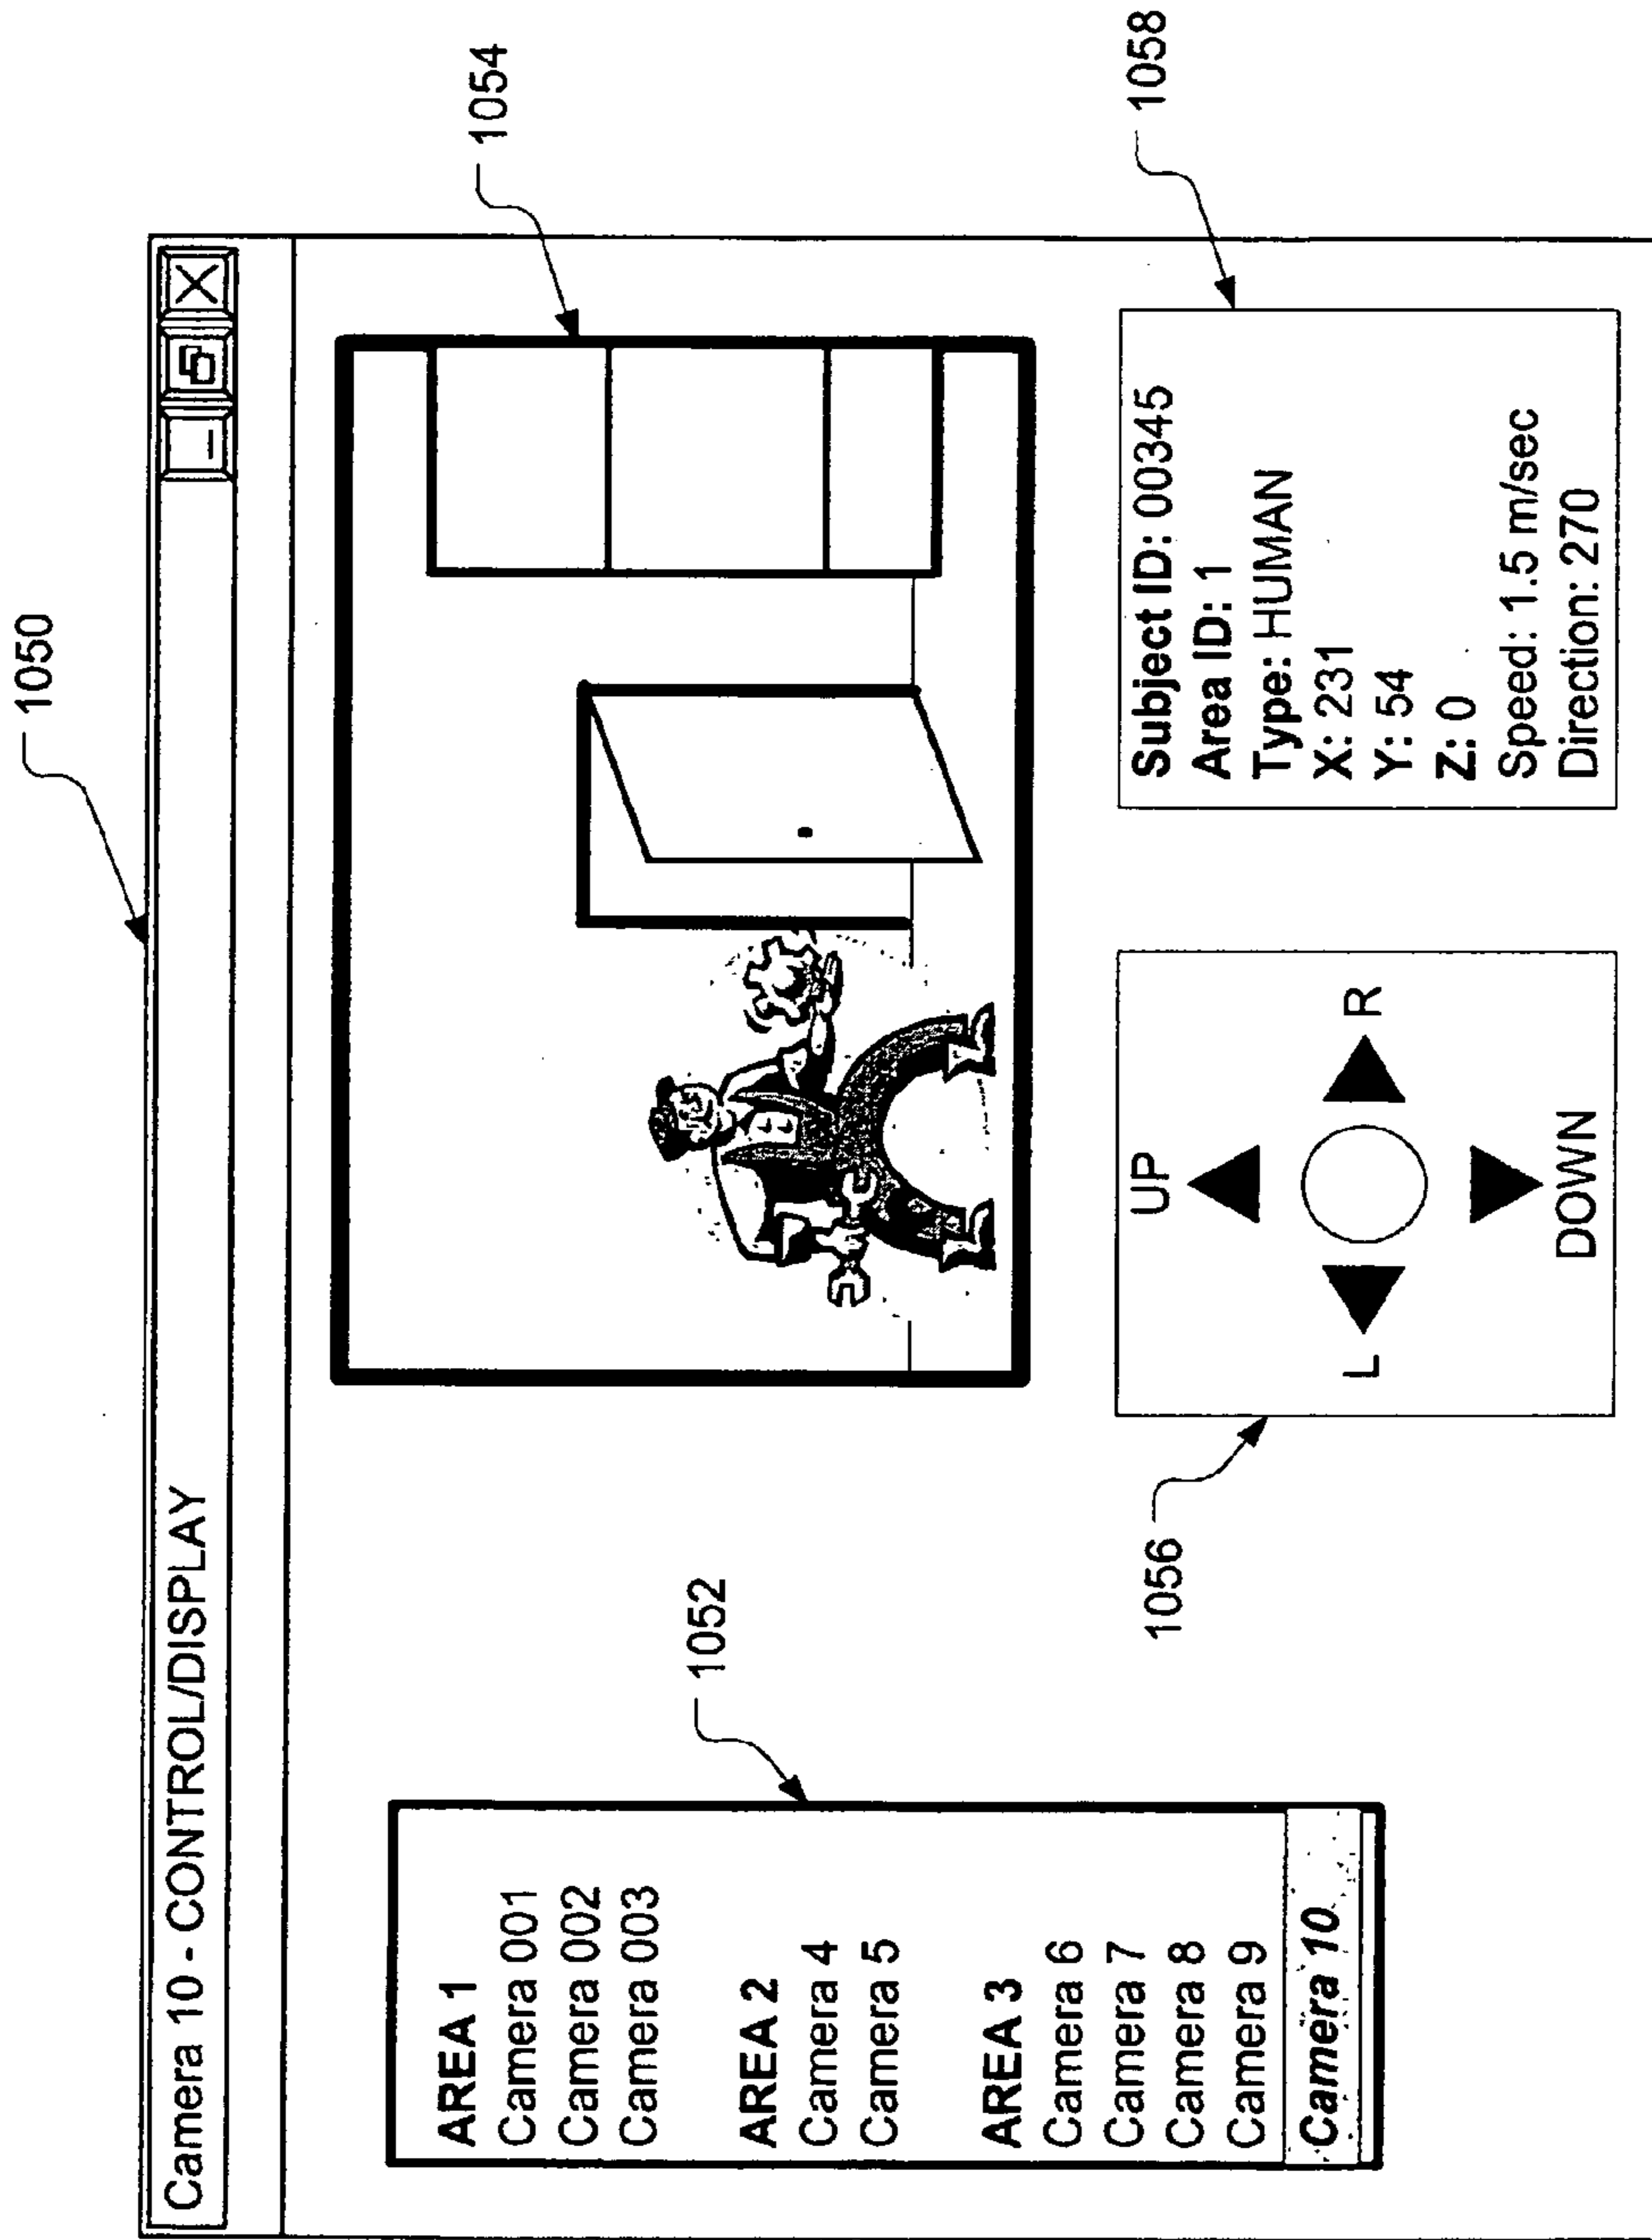 1050
Camera 10 - CONTROL/DISPLAY
1054
1052
AREA 1
Camera 001
Camera 002
Camera 003
AREA 2
Camera 4
Camera 5
AREA 3
Camera 6
Camera 7
Camera 8
Camera 9
Camera 10
1056
UP
L
R
DOWN
1058
Subject ID: 00345
Area ID: 1
Type: HUMAN
X: 231
Y: 54
Z: 0
Speed: 1.5 m/sec
Direction: 270